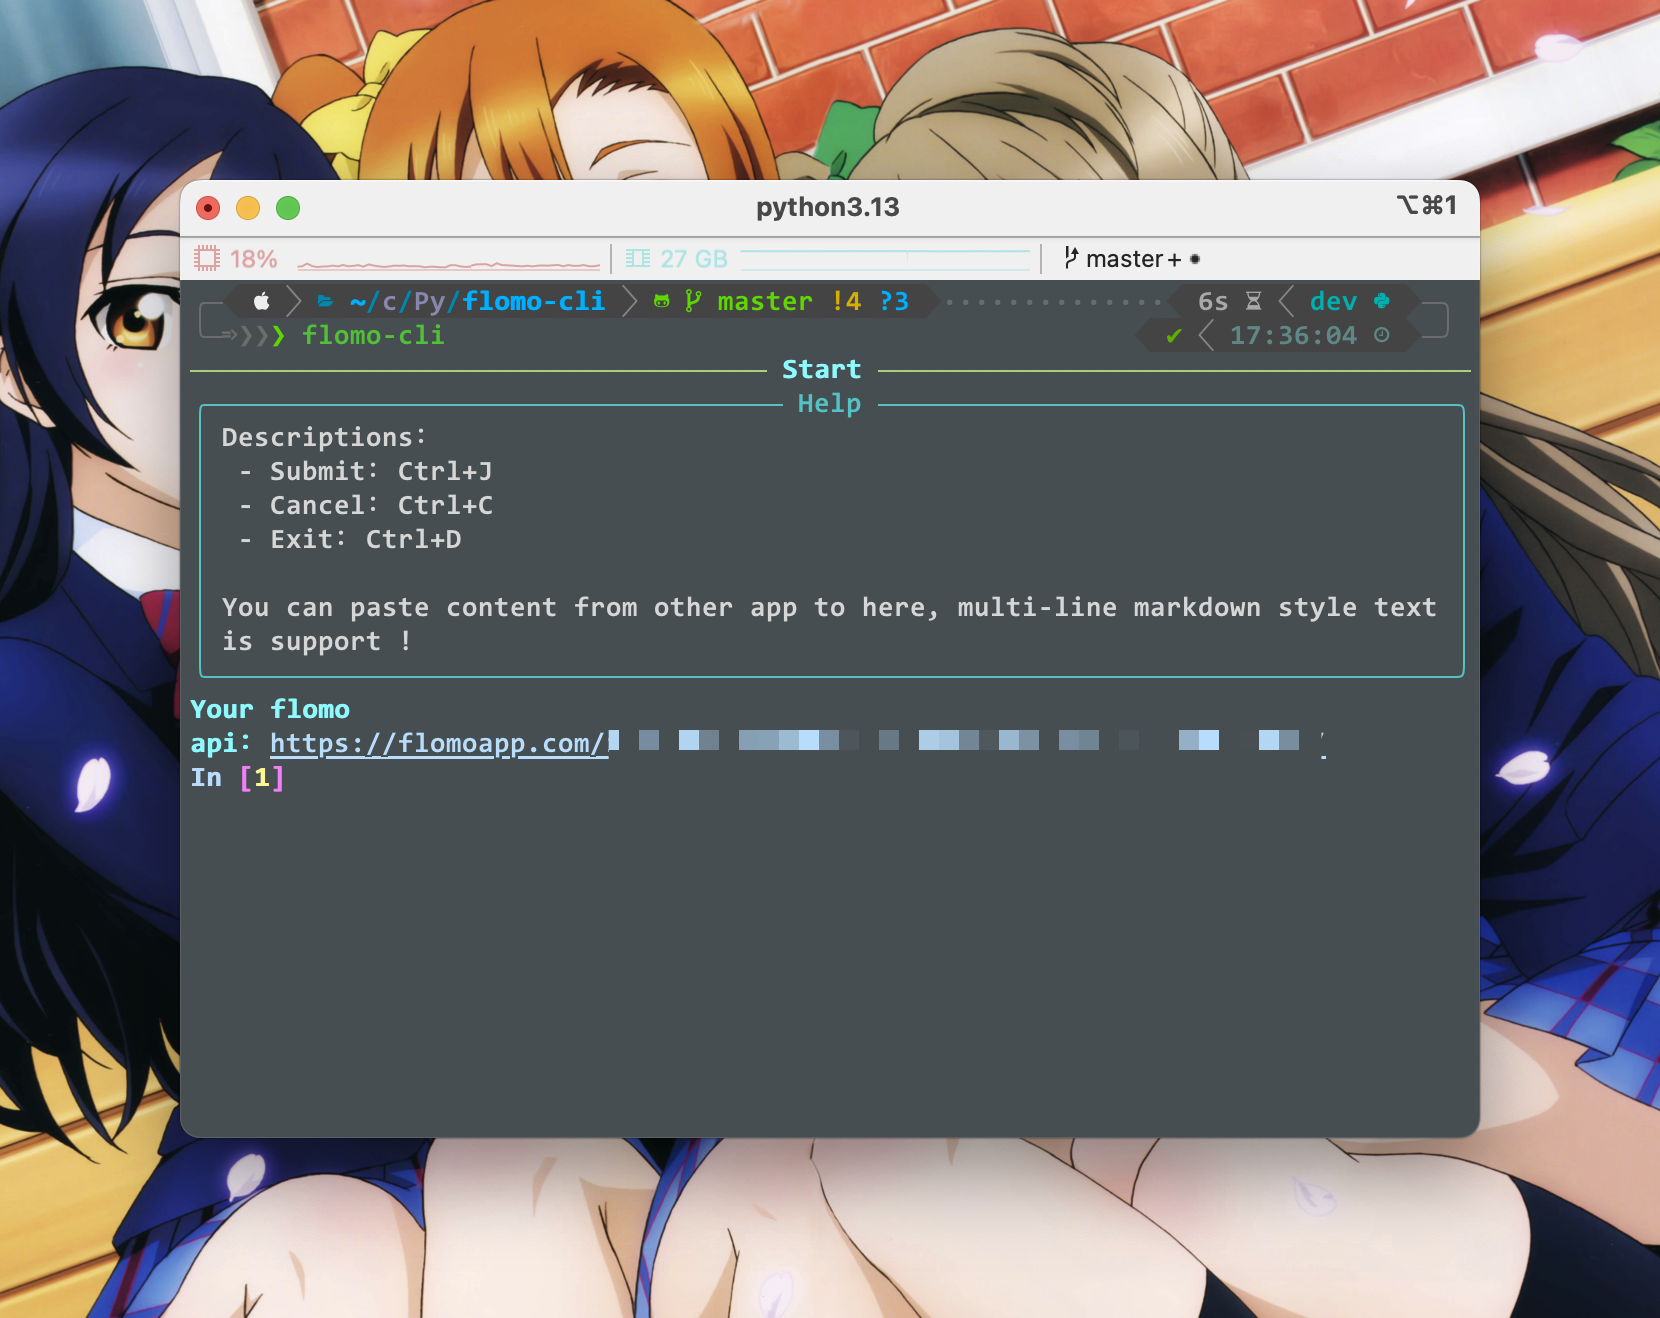 python3.13
⌥⌘1
18%
27 GB
master+ •
~/c/Py/flomo-cli master !4 ?3 6s dev
flomo-cli ✔ 17:36:04
Start
Help
Descriptions:
- Submit: Ctrl+J
- Cancel: Ctrl+C
- Exit: Ctrl+D
You can paste content from other app to here, multi-line markdown style text
is support !
Your flomo
api: https://flomoapp.com/
In [1]